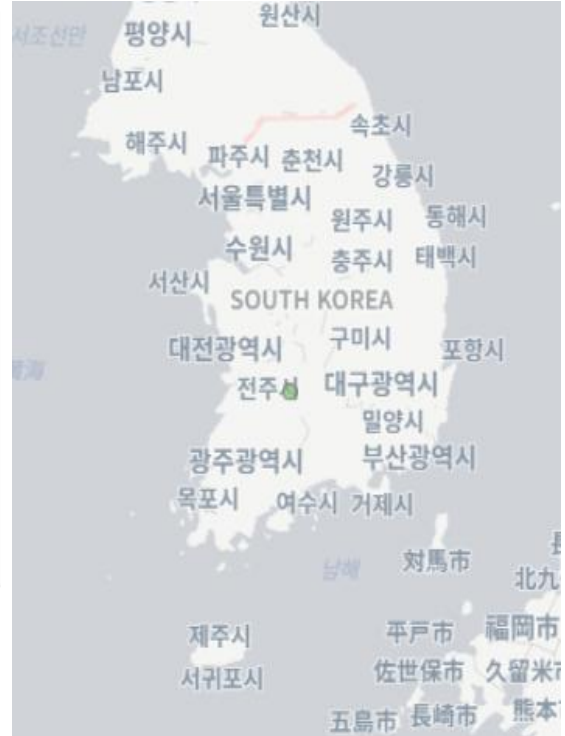 원산시
서조선만
평양시
남포시
속초시
해주시
파주시
춘천시
강릉시
서울특별시
원주시
동해시
수원시
충주시
태백시
서산시
SOUTH KOREA
구미시
대전광역시
포항시
전주시
대구광역시
밀양시
광주광역시
부산광역시
목포시
여수시
거제시
対馬市
남해
北九
제주시
平戸市
福岡市
佐世保市
久留米市
서귀포시
五島市
長崎市
熊本